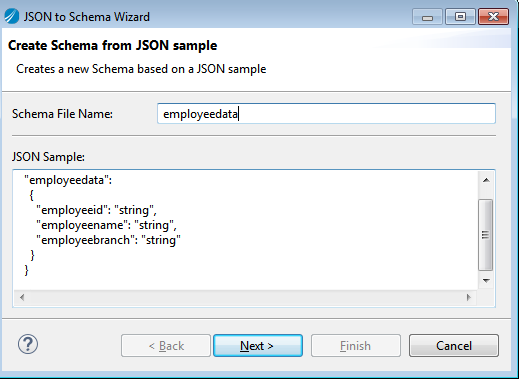 JSON to Schema Wizard
Create Schema from JSON sample
Creates a new Schema based on a JSON sample
Schema File Name: employeedata
JSON Sample:
"employeedata":
{
"employeeid": "string",
"employeename": "string",
"employeebranch": "string"
}
}
? < Back Next > Finish Cancel